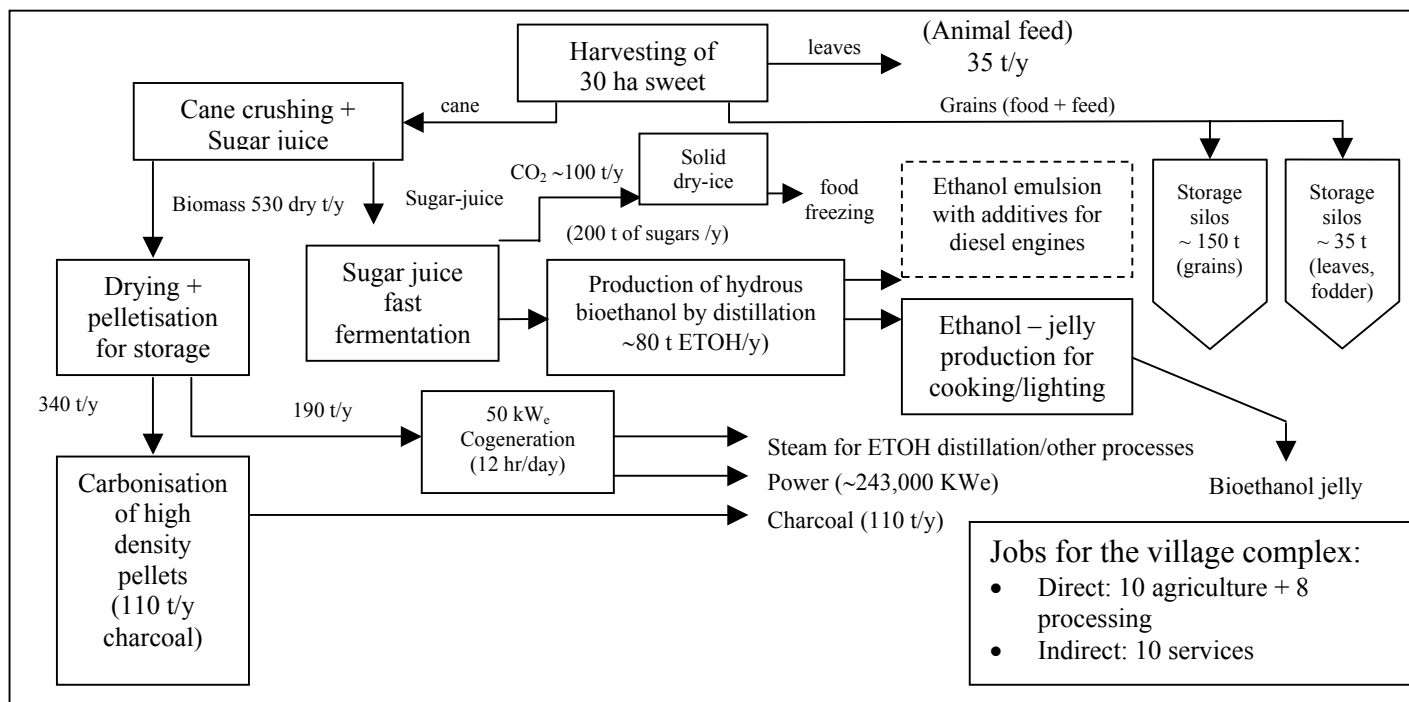 Harvesting of
30 ha sweet
leaves
(Animal feed)
35 t/y
cane
Grains (food + feed)
Cane crushing +
Sugar juice
Biomass 530 dry t/y
Sugar-juice
CO₂ ~100 t/y
Solid
dry-ice
food
freezing
(200 t of sugars /y)
Ethanol emulsion
with additives for
diesel engines
Storage
silos
~ 150 t
(grains)
Storage
silos
~ 35 t
(leaves,
fodder)
Drying +
pelletisation
for storage
Sugar juice
fast
fermentation
Production of hydrous
bioethanol by distillation
~80 t ETOH/y)
Ethanol – jelly
production for
cooking/lighting
340 t/y
190 t/y
50 kWₑ
Cogeneration
(12 hr/day)
Steam for ETOH distillation/other processes
Power (~243,000 KWe)
Charcoal (110 t/y)
Bioethanol jelly
Carbonisation
of high
density
pellets
(110 t/y
charcoal)
Jobs for the village complex:
• Direct: 10 agriculture + 8
processing
• Indirect: 10 services